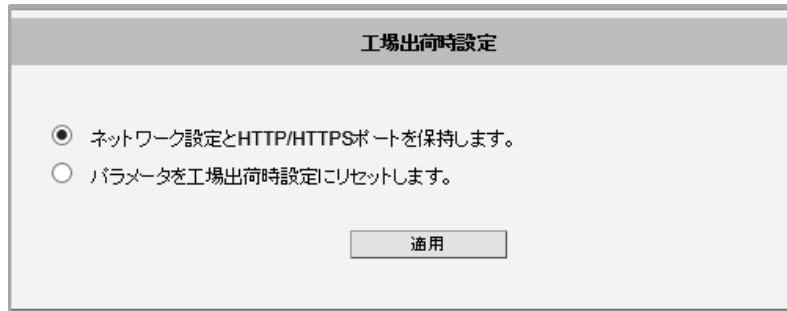 工場出荷時設定
ネットワーク設定とHTTP/HTTPSポートを保持します。
パラメータを工場出荷時設定にリセットします。
適用